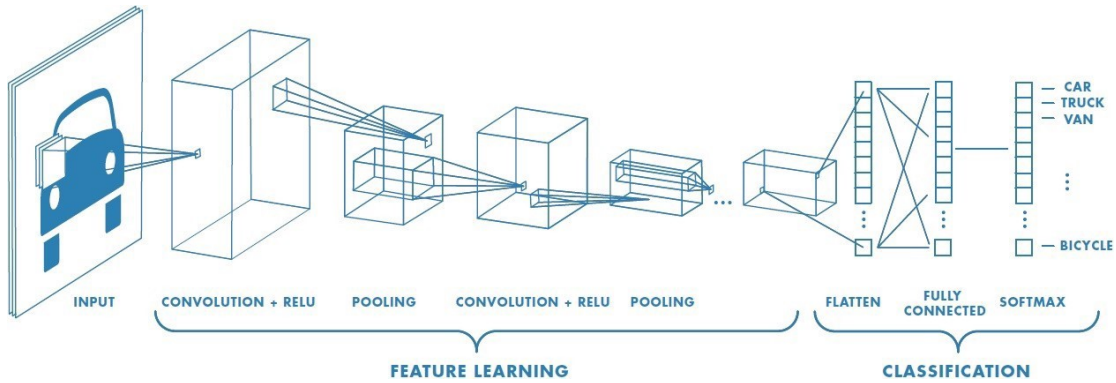 CAR
TRUCK
VAN
BICYCLE
INPUT
CONVOLUTION + RELU
POOLING
CONVOLUTION + RELU
POOLING
FLATTEN
FULLY
CONNECTED
SOFTMAX
FEATURE LEARNING
CLASSIFICATION